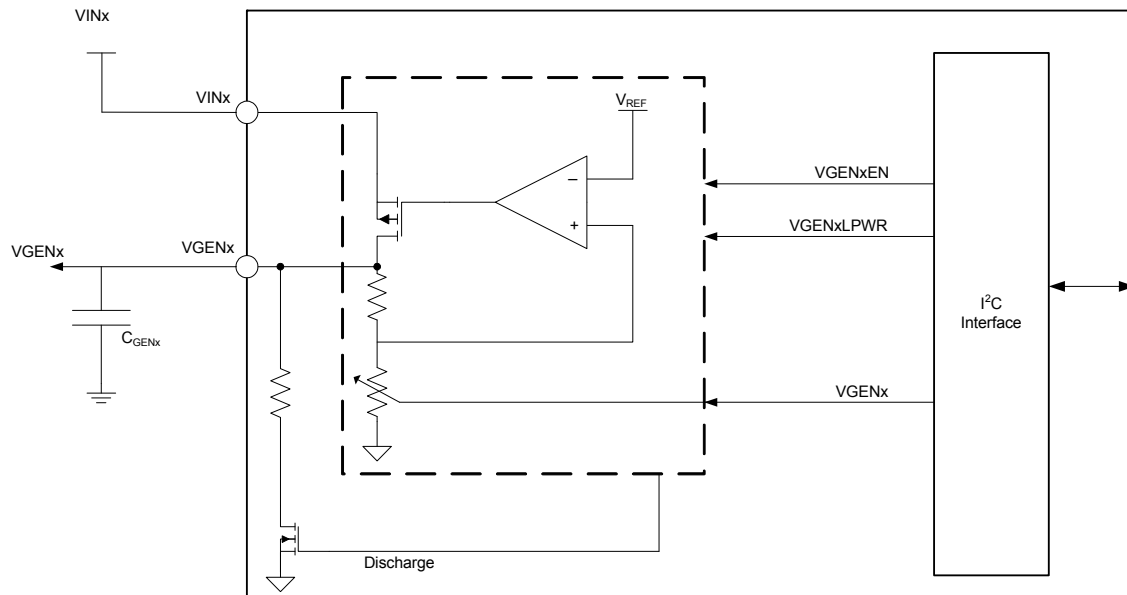 VINx
VINx
VREF
−
+
VGENxEN
VGENxLPWR
VGENx
VGENx
CGENx
I2C
Interface
VGENx
Discharge